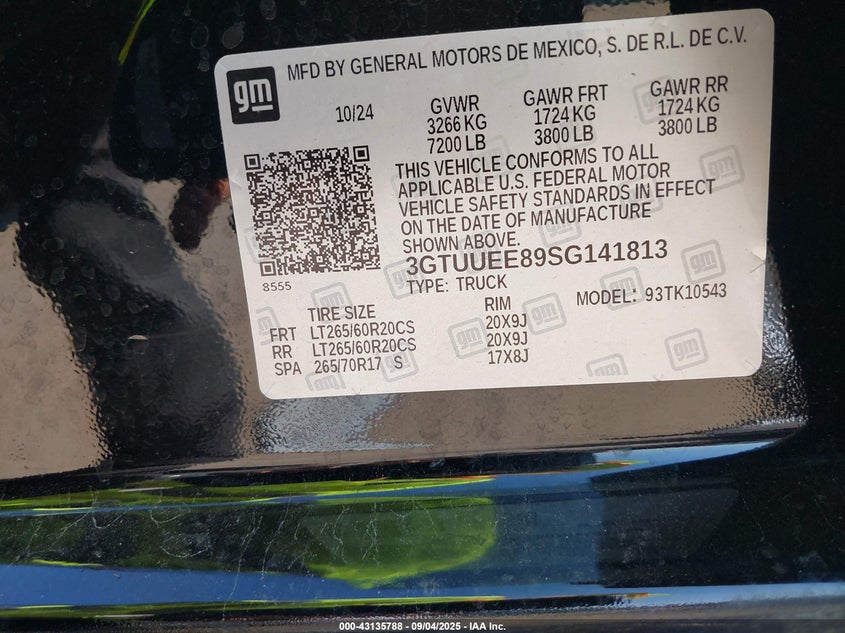 gm
MFD BY GENERAL MOTORS DE MEXICO, S. DE R.L. DE C.V.
10/24
GVWR
3266 KG
7200 LB
GAWR FRT
1724 KG
3800 LB
GAWR RR
1724 KG
3800 LB
THIS VEHICLE CONFORMS TO ALL
APPLICABLE U.S. FEDERAL MOTOR
VEHICLE SAFETY STANDARDS IN EFFECT
ON THE DATE OF MANUFACTURE
SHOWN ABOVE.
3GTUUEE89SG141813
8555
TYPE: TRUCK
MODEL: 93TK10543
TIRE SIZE RIM
FRT LT265/60R20CS 20X9J
RR LT265/60R20CS 20X9J
SPA 265/70R17 S 17X8J
000-43135788 - 09/04/2025 - IAA Inc.